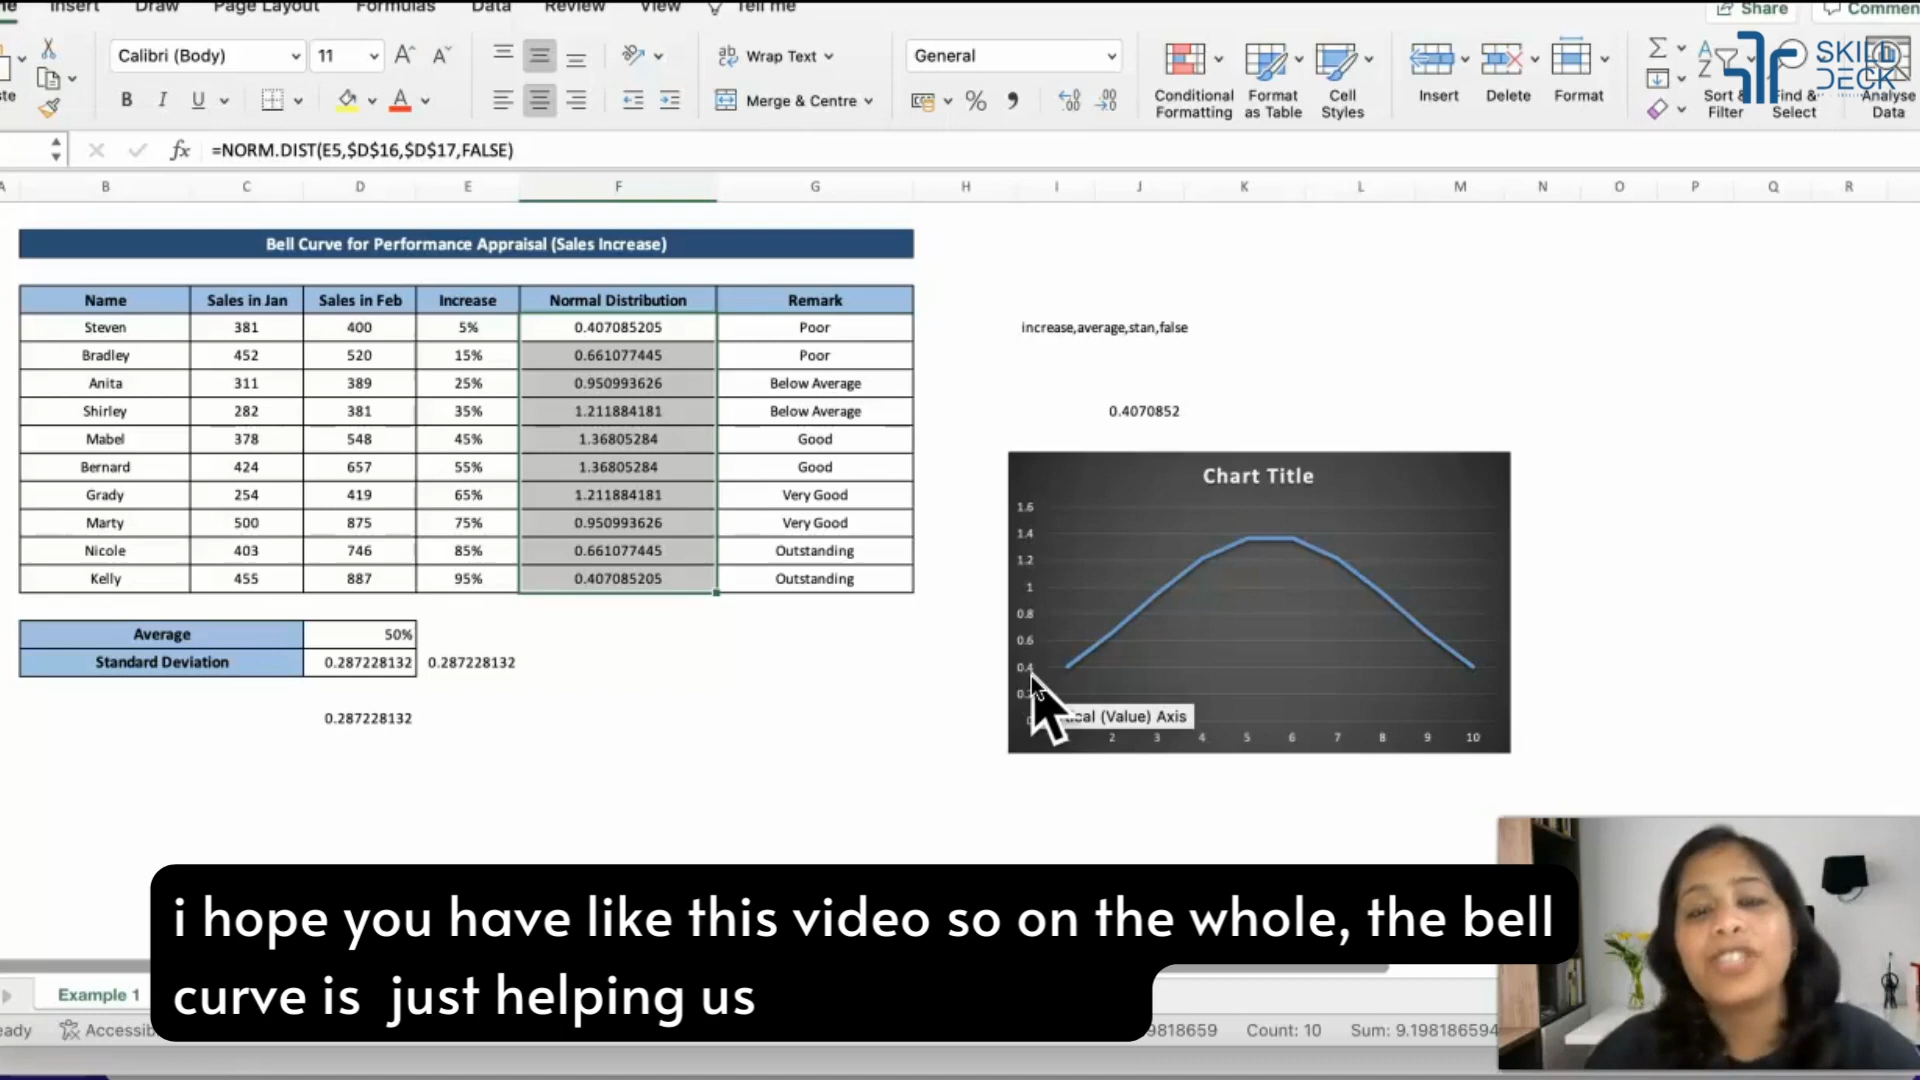 Insert Draw Page Layout Formulas Data Review View Tell me Share
Calibri (Body) 11 Wrap Text General
B I U Merge & Centre
Conditional Formatting
Format as Table
Cell Styles
Insert Delete Format
Sort & Filter
Find & Select
Analyse Data
SKILL
DECK
fx =NORM.DIST(E5,$D$16,$D$17,FALSE)
A B C D E F G H I J K L M N O P Q R
Bell Curve for Performance Appraisal (Sales Increase)
Name Sales in Jan Sales in Feb Increase Normal Distribution Remark
Steven 381 400 5% 0.407085205 Poor increase,average,stan,false
Bradley 452 520 15% 0.661077445 Poor
Anita 311 389 25% 0.950993626 Below Average
Shirley 282 381 35% 1.211884181 Below Average 0.4070852
Mabel 378 548 45% 1.36805284 Good
Bernard 424 657 55% 1.36805284 Good
Grady 254 419 65% 1.211884181 Very Good
Marty 500 875 75% 0.950993626 Very Good
Nicole 403 746 85% 0.661077445 Outstanding
Kelly 455 887 95% 0.407085205 Outstanding
Average 50%
Standard Deviation 0.287228132 0.287228132
0.287228132
Chart Title
1.6
1.4
1.2
1
0.8
0.6
0.4
(Value) Axis
2 3 4 5 6 7 8 9 10
i hope you have like this video so on the whole, the bell
curve is just helping us
Example 1
Count: 10 Sum: 9.198186594